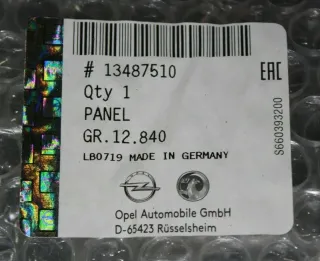 # 13487510
Qty 1
PANEL
GR.12.840
LB0719 MADE IN GERMANY
Opel Automobile GmbH
D-65423 Rüsselsheim
EAC
S660393200